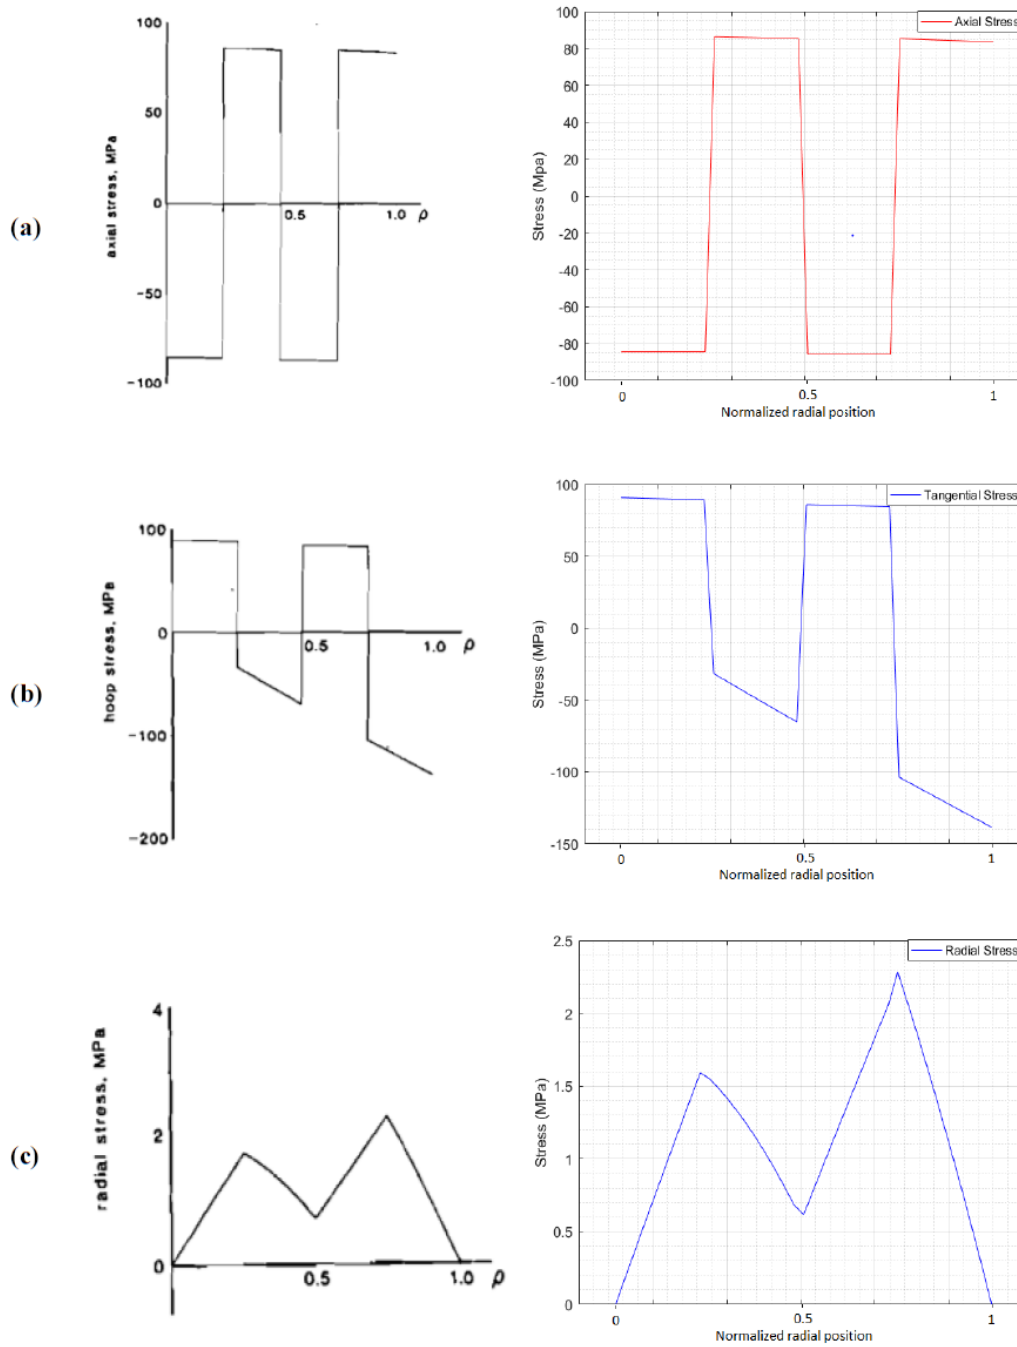 (a)
100
50
0
-50
-100
axial stress, MPa
0.5
1.0
ρ
Axial Stress
100
80
60
40
20
0
-20
-40
-60
-80
-100
Stress (Mpa)
0
0.5
1
Normalized radial position
(b)
100
0
-100
-200
hoop stress, MPa
0.5
1.0
ρ
Tangential Stress
100
50
0
-50
-100
-150
Stress (MPa)
0
0.5
1
Normalized radial position
(c)
4
2
0
radial stress, MPa
0.5
1.0
ρ
Radial Stress
2.5
2
1.5
1
0.5
0
Stress (MPa)
0
0.5
1
Normalized radial position